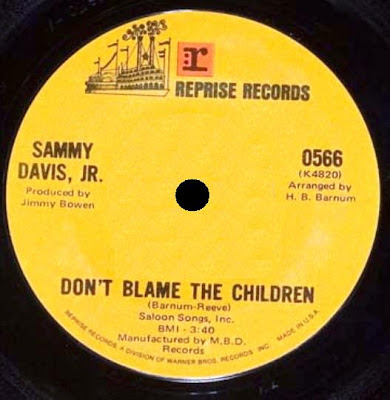 r:
REPRISE RECORDS
SAMMY
DAVIS, JR.
Produced by
Jimmy Bowen
0566
(K4820)
Arranged by
H. B. Barnum
DON'T BLAME THE CHILDREN
(Barnum-Reeve)
Saloon Songs, Inc.
BMI - 3:40
Manufactured by M.B.D.
Records
REPRISE RECORDS, A DIVISION OF WARNER BROS. RECORDS, INC. MADE IN U.S.A.